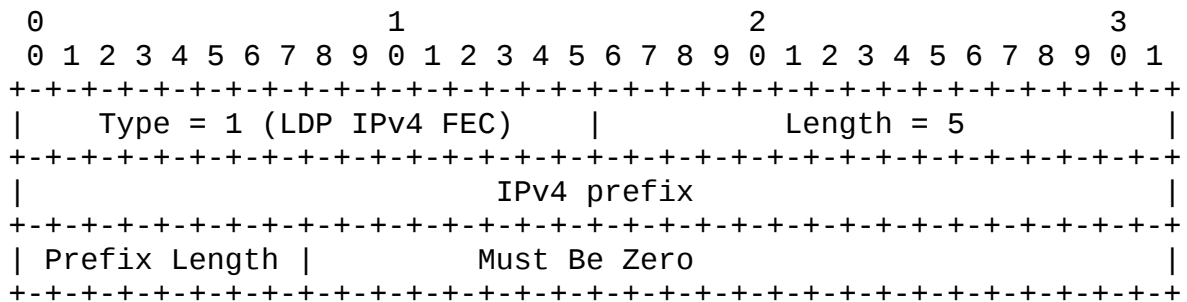 0                   1                   2                   3
 0 1 2 3 4 5 6 7 8 9 0 1 2 3 4 5 6 7 8 9 0 1 2 3 4 5 6 7 8 9 0 1
+-+-+-+-+-+-+-+-+-+-+-+-+-+-+-+-+-+-+-+-+-+-+-+-+-+-+-+-+-+-+-+-+
|    Type = 1 (LDP IPv4 FEC)    |          Length = 5           |
+-+-+-+-+-+-+-+-+-+-+-+-+-+-+-+-+-+-+-+-+-+-+-+-+-+-+-+-+-+-+-+-+
|                          IPv4 prefix                          |
+-+-+-+-+-+-+-+-+-+-+-+-+-+-+-+-+-+-+-+-+-+-+-+-+-+-+-+-+-+-+-+-+
| Prefix Length |         Must Be Zero                          |
+-+-+-+-+-+-+-+-+-+-+-+-+-+-+-+-+-+-+-+-+-+-+-+-+-+-+-+-+-+-+-+-+